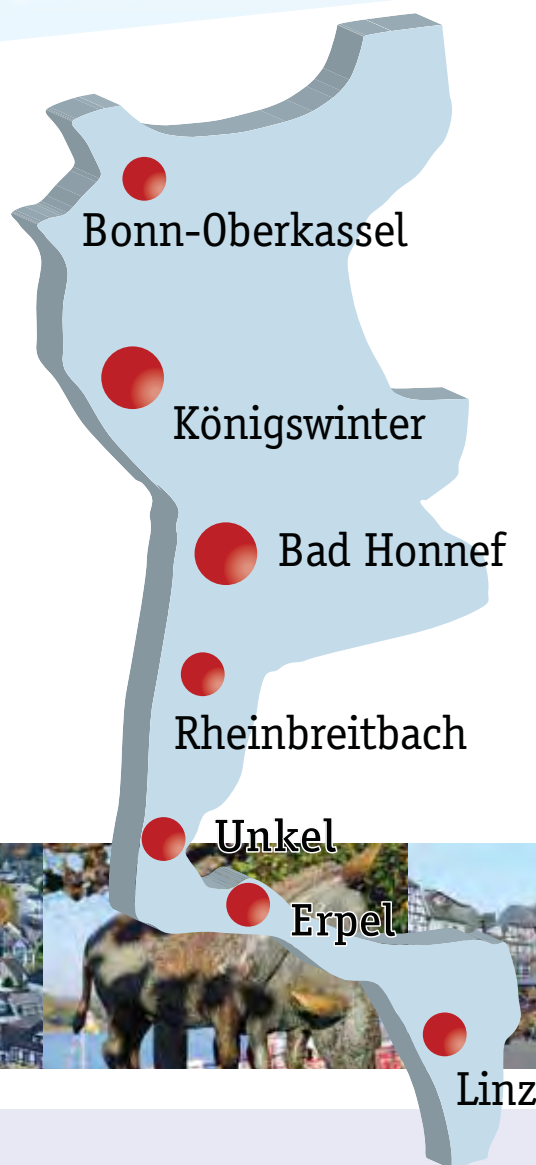 Bonn-Oberkassel
Königswinter
Bad Honnef
Rheinbreitbach
Unkel
Erpel
Linz